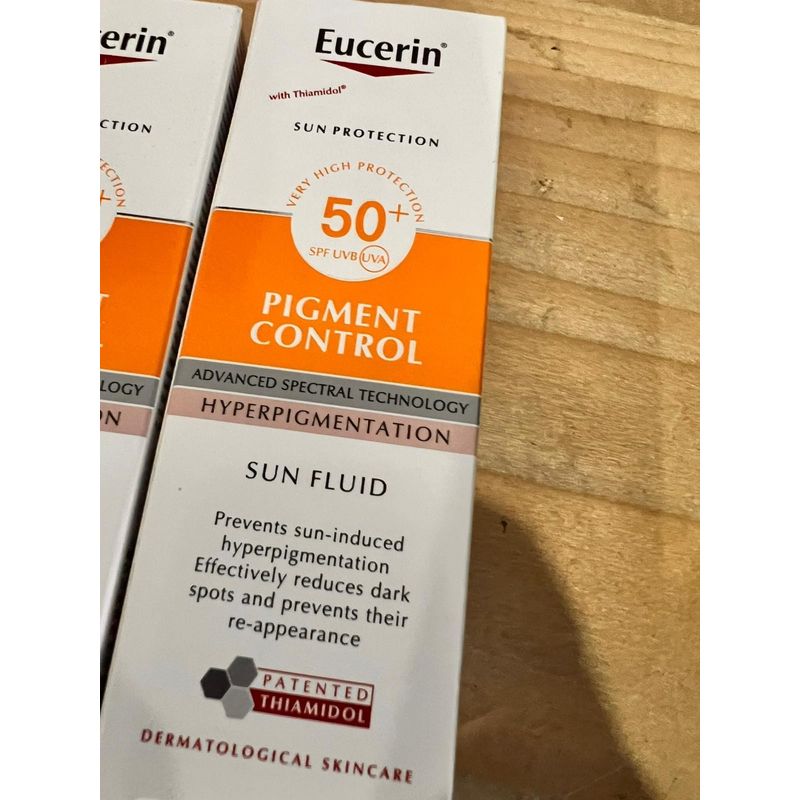 Eucerin®
with Thiamidol®
SUN PROTECTION
VERY HIGH PROTECTION
50+
SPF UVB UVA
PIGMENT
CONTROL
ADVANCED SPECTRAL TECHNOLOGY
HYPERPIGMENTATION
SUN FLUID
Prevents sun-induced
hyperpigmentation
Effectively reduces dark
spots and prevents their
re-appearance
PATENTED
THIAMIDOL
DERMATOLOGICAL SKINCARE